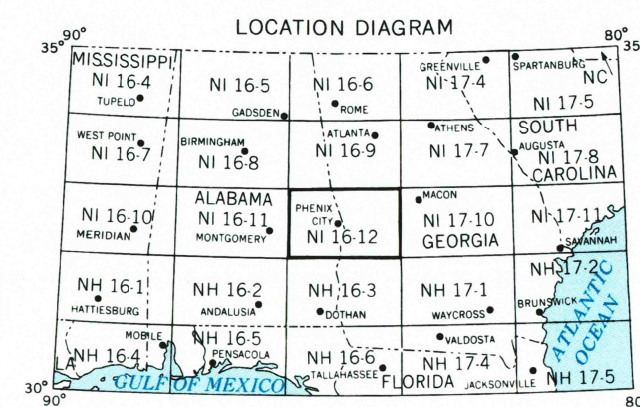 LOCATION DIAGRAM
90° 80°
35° 35°
MISSISSIPPI
NI 16-4
TUPELO
NI 16-5
GADSDEN
NI 16-6
ROME
GREENVILLE
NI 17-4
SPARTANBURG
NC
NI 17-5
WEST POINT
NI 16-7
BIRMINGHAM
NI 16-8
ATLANTA
NI 16-9
ATHENS
NI 17-7
SOUTH
AUGUSTA
NI 17-8
CAROLINA
NI 16-10
MERIDIAN
ALABAMA
NI 16-11
MONTGOMERY
PHENIX
CITY
NI 16-12
MACON
NI 17-10
GEORGIA
NI 17-11
SAVANNAH
NH 16-1
HATTIESBURG
NH 16-2
ANDALUSIA
NH 16-3
DOTHAN
NH 17-1
WAYCROSS
NH 17-2
BRUNSWICK
ATLANTIC
OCEAN
LA
NH 16-4
MOBILE
NH 16-5
PENSACOLA
GULF OF MEXICO
NH 16-6
TALLAHASSEE
VALDOSTA
NH 17-4
FLORIDA
JACKSONVILLE
NH 17-5
30°
90° 80